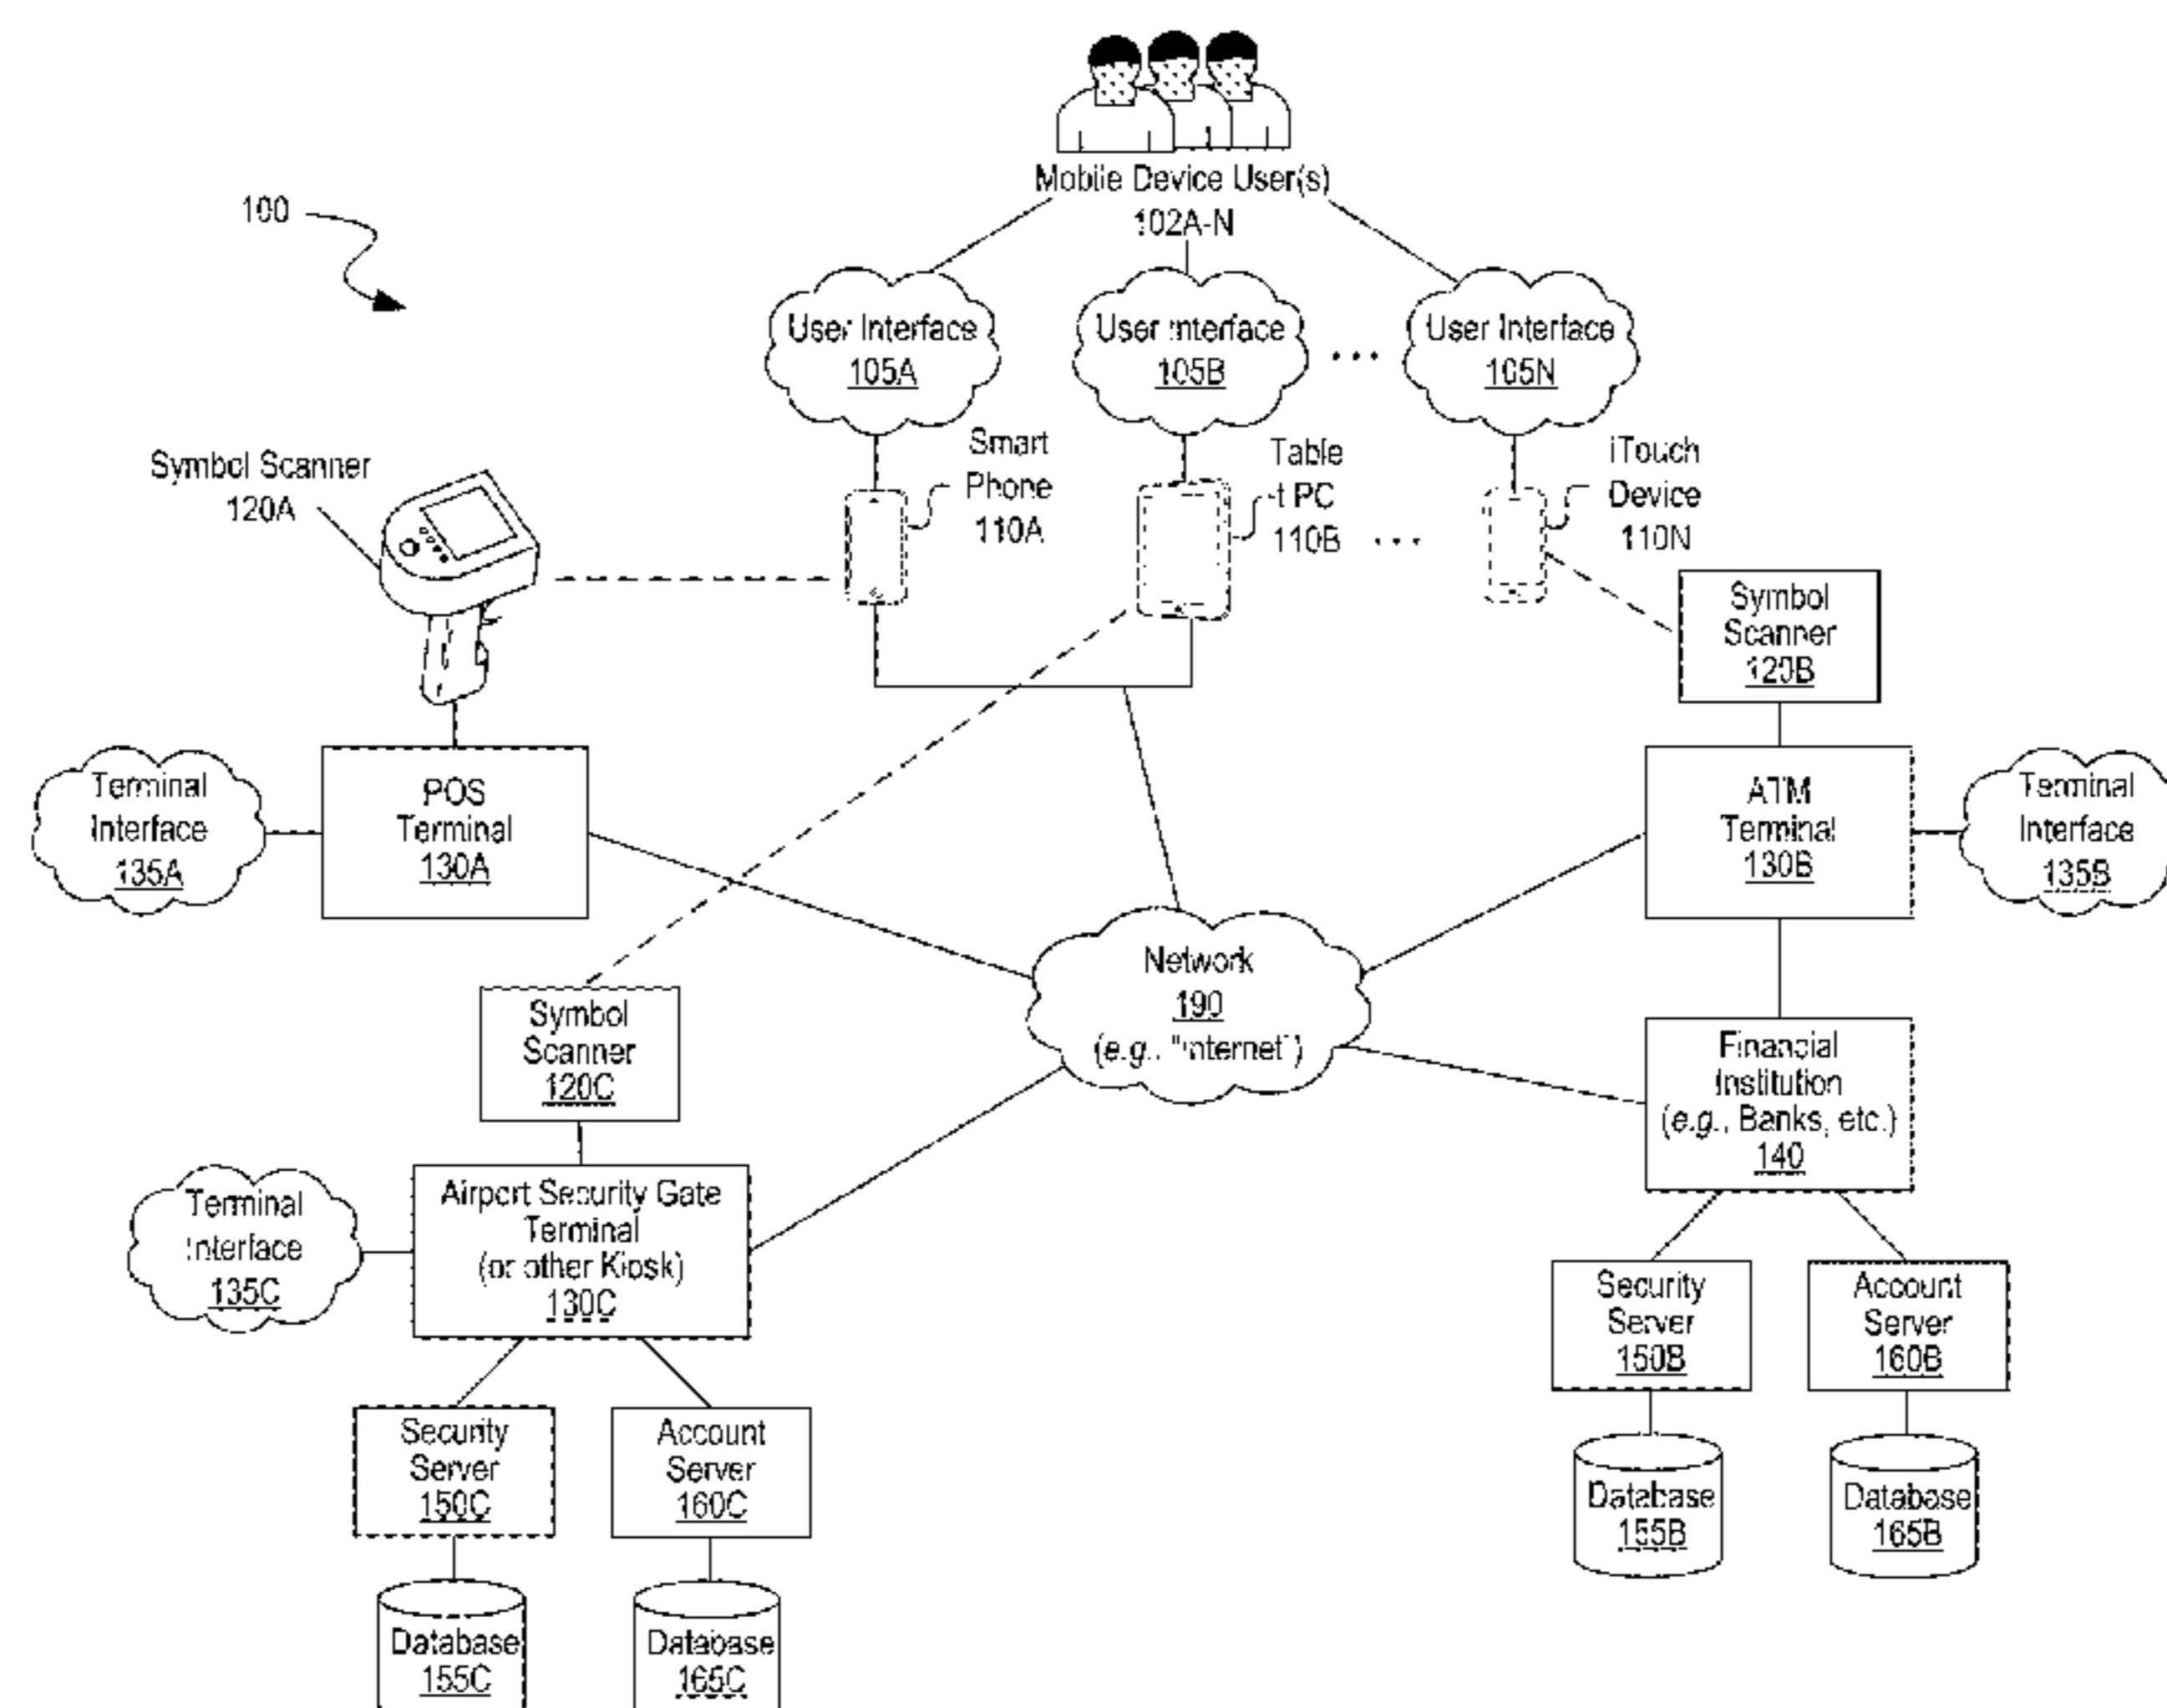 Mobile Device User(s)
102A-N
100
User Interface
105A
User Interface
105B
• • •
User Interface
105N
Symbol Scanner
120A
Smart
Phone
110A
Table
t PC
110B
• • •
iTouch
Device
110N
Symbol
Scanner
120B
Terminal
Interface
135A
POS
Terminal
130A
ATM
Terminal
130B
Terminal
Interface
135B
Network
190
(e.g., "Internet")
Symbol
Scanner
120C
Financial
Institution
(e.g., Banks, etc.)
140
Terminal
Interface
135C
Airport Security Gate
Terminal
(or other Kiosk)
130C
Security
Server
150B
Account
Server
160B
Security
Server
150C
Account
Server
160C
Database
155B
Database
165B
Database
155C
Database
165C